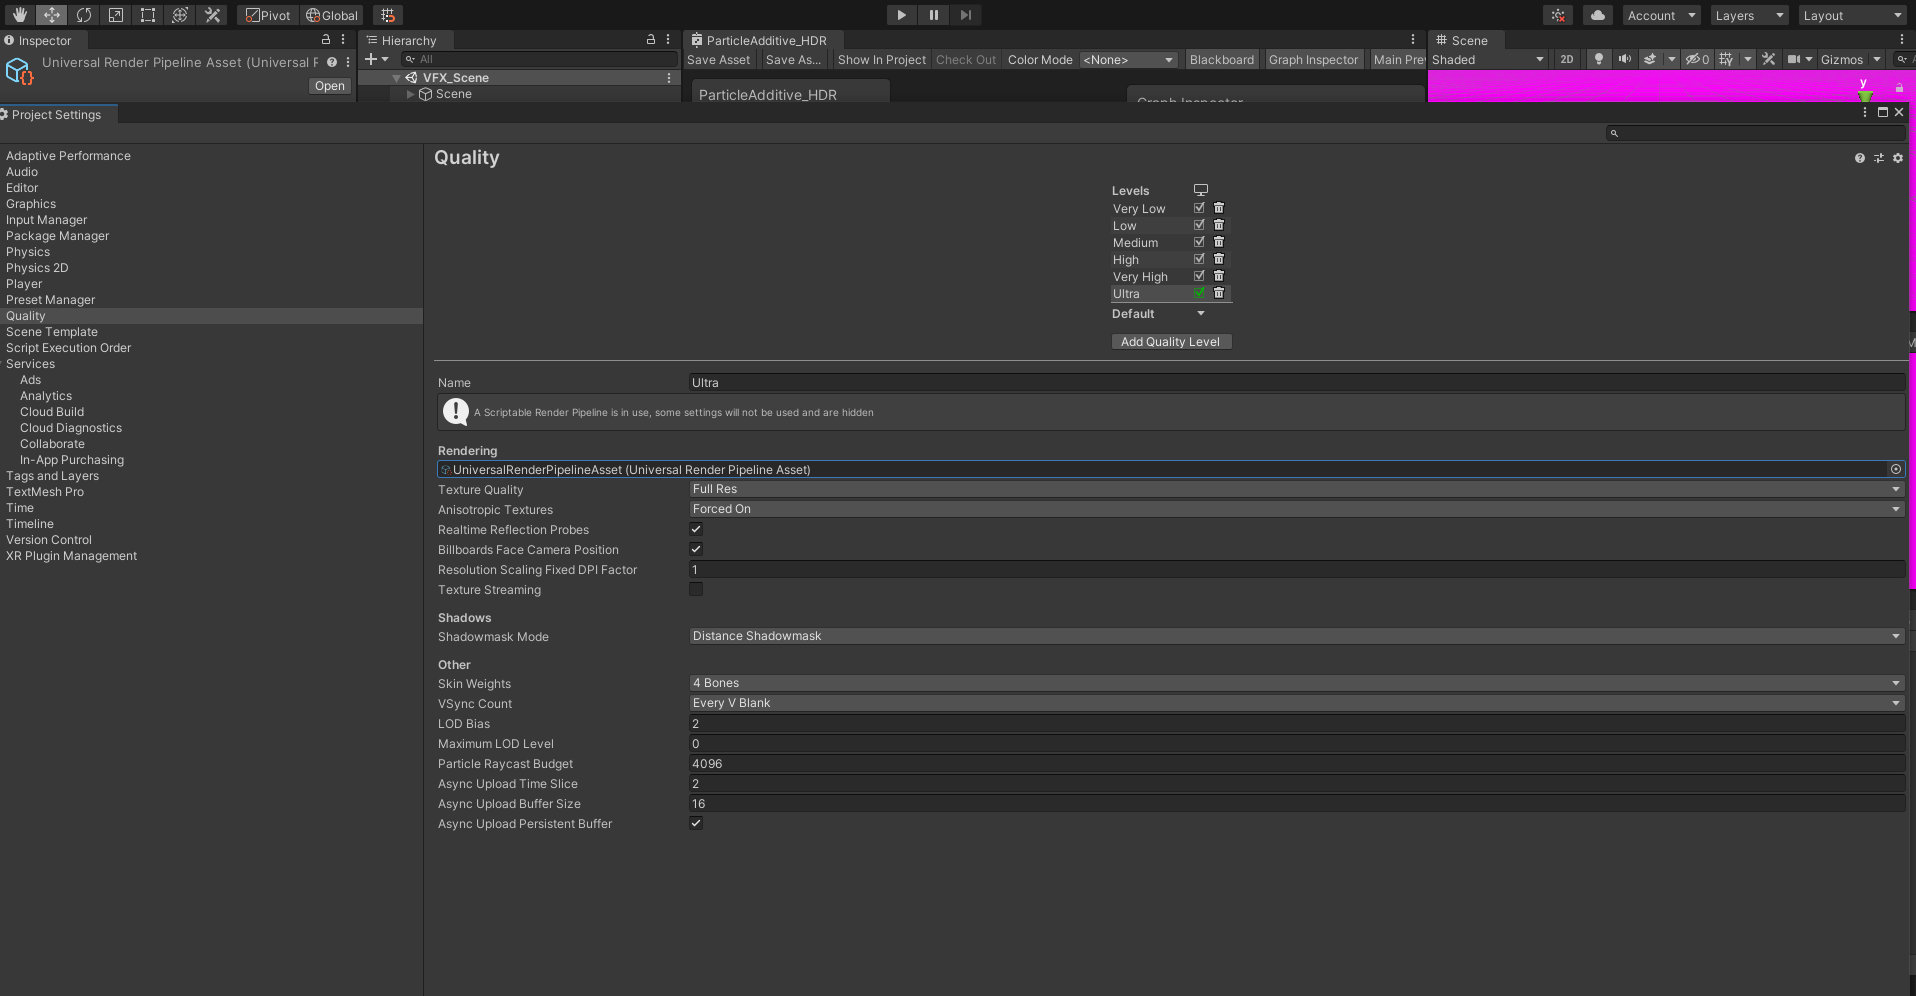 Pivot Global Account Layers Layout
Inspector
Hierarchy
ParticleAdditive_HDR
Scene
Universal Render Pipeline Asset (Universal F
Open
All
VFX_Scene
Scene
Save Asset Save As... Show In Project Check Out Color Mode <None> Blackboard Graph Inspector Main Prev
Shaded 2D 0 Gizmos
ParticleAdditive_HDR
y
Project Settings
Adaptive Performance
Audio
Editor
Graphics
Input Manager
Package Manager
Physics
Physics 2D
Player
Preset Manager
Quality
Scene Template
Script Execution Order
Services
Ads
Analytics
Cloud Build
Cloud Diagnostics
Collaborate
In-App Purchasing
Tags and Layers
TextMesh Pro
Time
Timeline
Version Control
XR Plugin Management
Quality
Levels
Very Low
Low
Medium
High
Very High
Ultra
Default
Add Quality Level
Name Ultra
A Scriptable Render Pipeline is in use, some settings will not be used and are hidden
Rendering
UniversalRenderPipelineAsset (Universal Render Pipeline Asset)
Texture Quality Full Res
Anisotropic Textures Forced On
Realtime Reflection Probes
Billboards Face Camera Position
Resolution Scaling Fixed DPI Factor 1
Texture Streaming
Shadows
Shadowmask Mode Distance Shadowmask
Other
Skin Weights 4 Bones
VSync Count Every V Blank
LOD Bias 2
Maximum LOD Level 0
Particle Raycast Budget 4096
Async Upload Time Slice 2
Async Upload Buffer Size 16
Async Upload Persistent Buffer